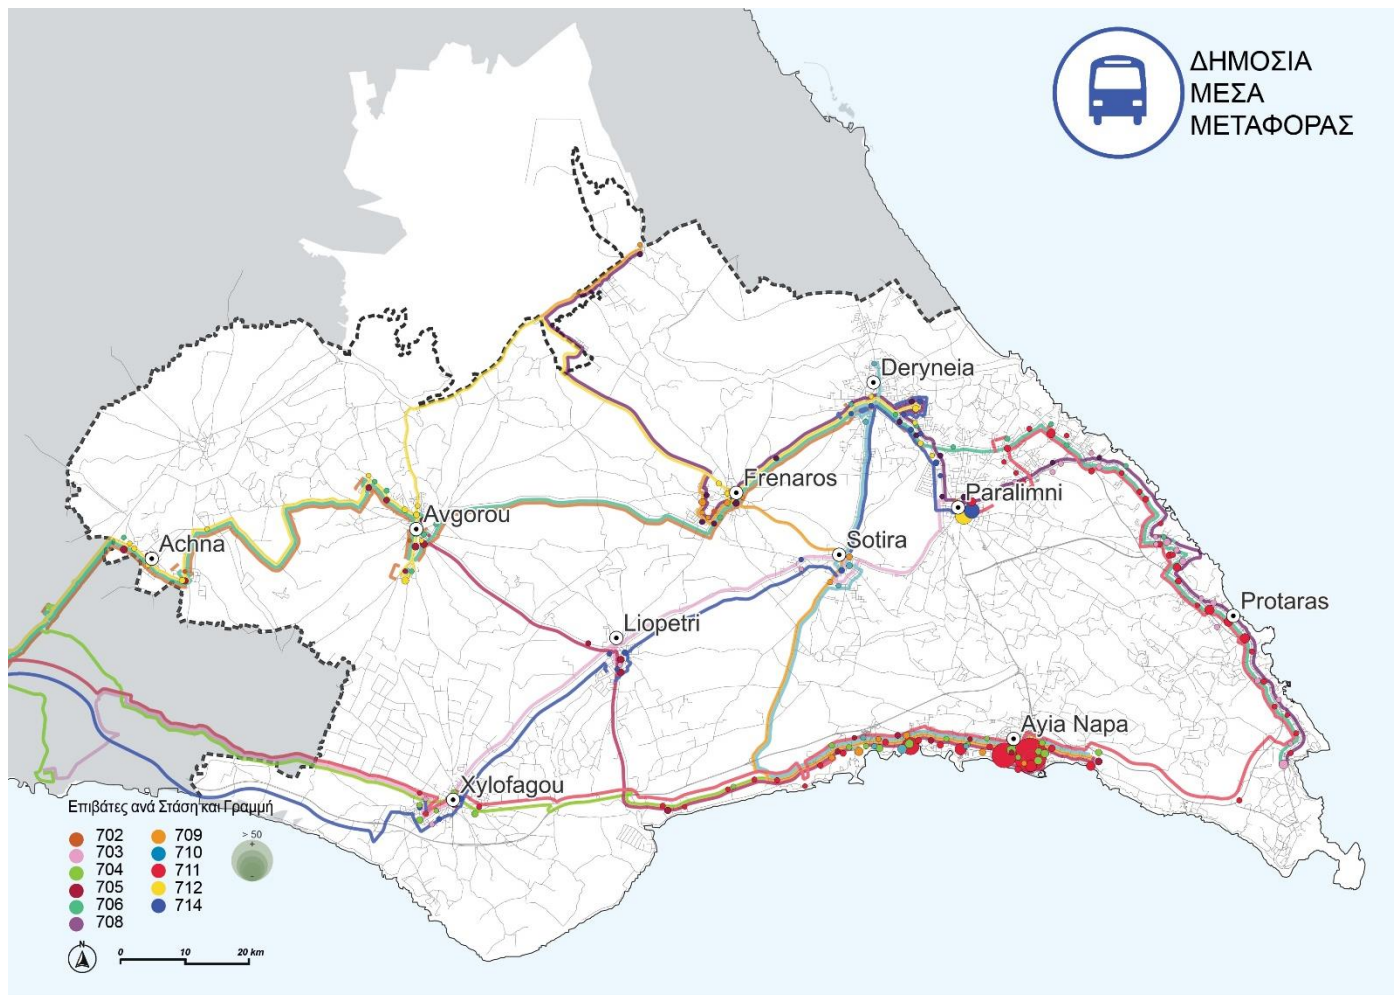 ΔΗΜΟΣΙΑ
ΜΕΣΑ
ΜΕΤΑΦΟΡΑΣ
Deryneia
Frenaros
Paralimni
Avgorou
Achna
Sotira
Liopetri
Protaras
Ayia Napa
Xylofagou
Επιβάτες ανά Στάση και Γραμμή
702 709
703 710
704 711
705 712
706 714
708
> 50
+
-
N
0 10 20 km